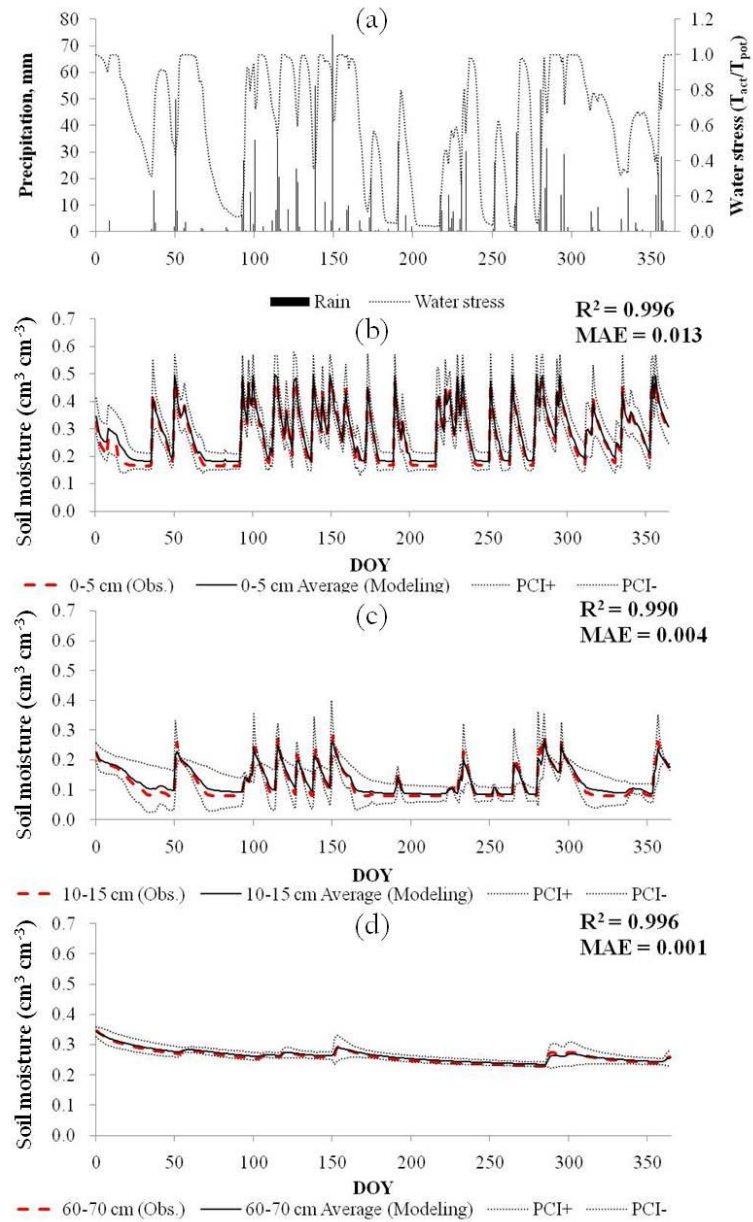 (a)
Precipitation, mm
80
70
60
50
40
30
20
10
0
1.2
1.0
0.8
0.6
0.4
0.2
0.0
Water stress (Tact/Tpot)
0 50 100 150 200 250 300 350
Rain Water stress
(b)
R² = 0.996
MAE = 0.013
Soil moisture (cm³ cm⁻³)
0.7
0.6
0.5
0.4
0.3
0.2
0.1
0.0
0 50 100 150 200 250 300 350
DOY
0-5 cm (Obs.) 0-5 cm Average (Modeling) PCI+ PCI-
(c)
R² = 0.990
MAE = 0.004
Soil moisture (cm³ cm⁻³)
0.7
0.6
0.5
0.4
0.3
0.2
0.1
0.0
0 50 100 150 200 250 300 350
DOY
10-15 cm (Obs.) 10-15 cm Average (Modeling) PCI+ PCI-
(d)
R² = 0.996
MAE = 0.001
Soil moisture (cm³ cm⁻³)
0.7
0.6
0.5
0.4
0.3
0.2
0.1
0.0
0 50 100 150 200 250 300 350
DOY
60-70 cm (Obs.) 60-70 cm Average (Modeling) PCI+ PCI-